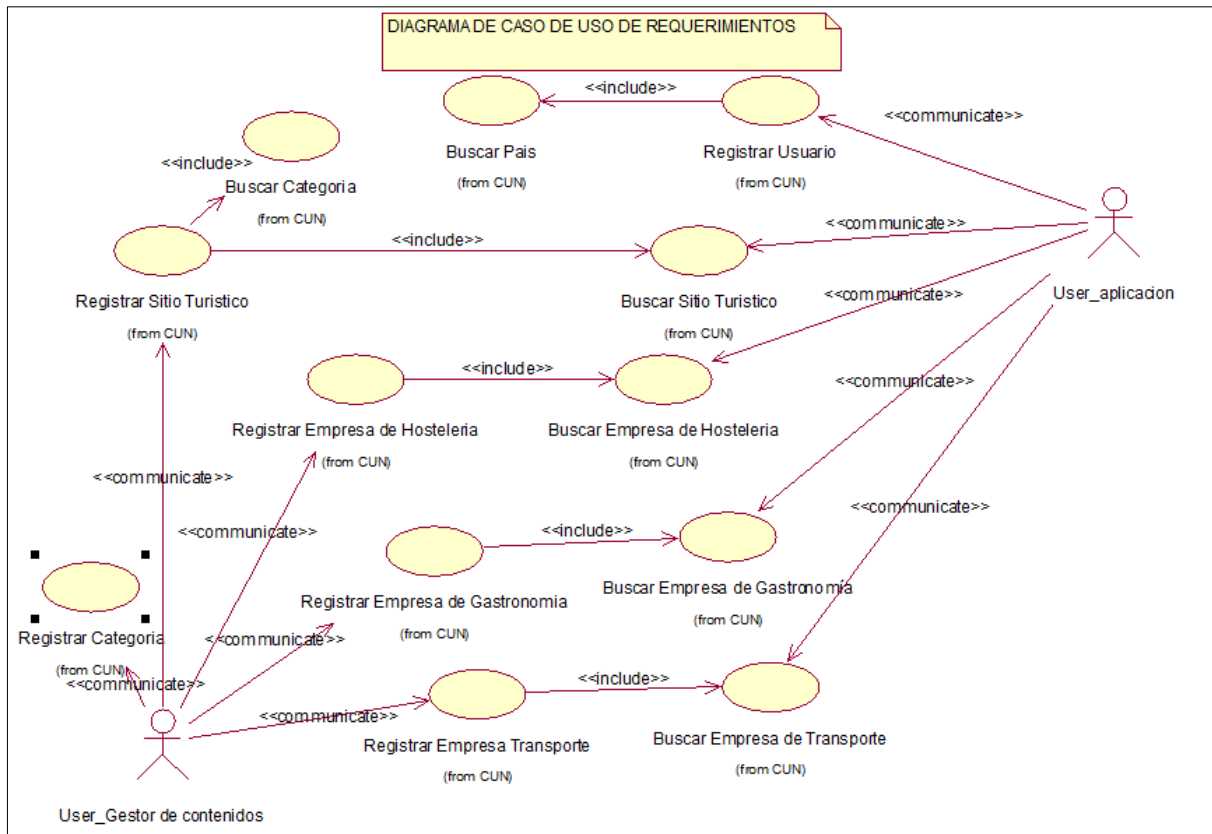 DIAGRAMA DE CASO DE USO DE REQUERIMIENTOS
<<include>>
<<communicate>>
Buscar Pais
(from CUN)
Registrar Usuario
(from CUN)
<<include>>
Buscar Categoria
(from CUN)
<<include>>
<<communicate>>
Registrar Sitio Turistico
(from CUN)
Buscar Sitio Turistico
(from CUN)
User_aplicacion
<<communicate>>
<<include>>
<<communicate>>
Registrar Empresa de Hosteleria
(from CUN)
Buscar Empresa de Hosteleria
(from CUN)
<<communicate>>
<<communicate>>
<<include>>
<<communicate>>
Registrar Empresa de Gastronomia
(from CUN)
Buscar Empresa de Gastronomía
(from CUN)
Registrar Categoria
(from CUN)
<<communicate>>
<<communicate>>
<<communicate>>
<<include>>
Registrar Empresa Transporte
(from CUN)
Buscar Empresa de Transporte
(from CUN)
User_Gestor de contenidos